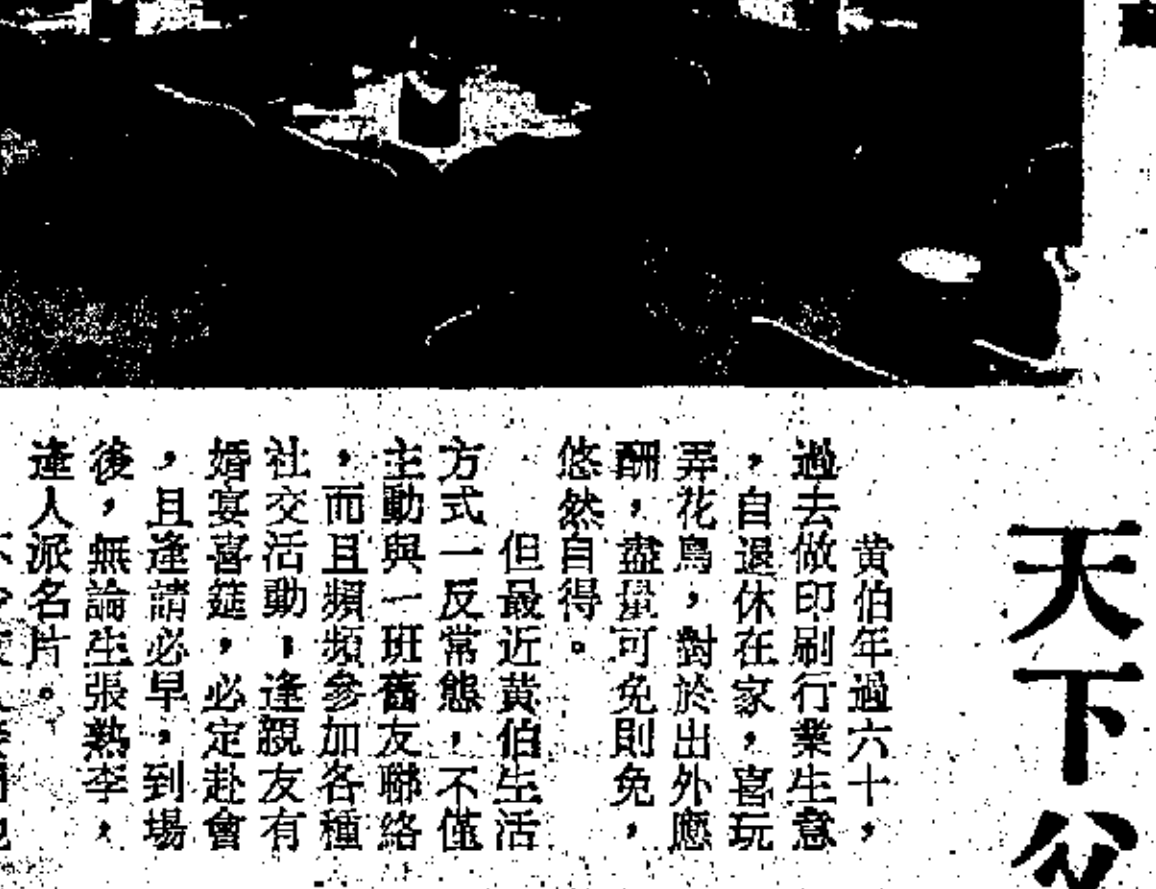 天下
黃伯年過六十，
過去做印刷行業生意
，自退休在家，喜玩
弄花鳥，對於出外應
酬，盡量可免則免，
悠然自得。
但最近黃伯生活
方式一反常態，不僅
主動與一班舊友聯絡
，而且頻頻參加各種
社交活動；逢親友有
婚宴喜筵，必定赴會
，且逢請必早，到場
後，無論生張熟李，
逢人派名片。